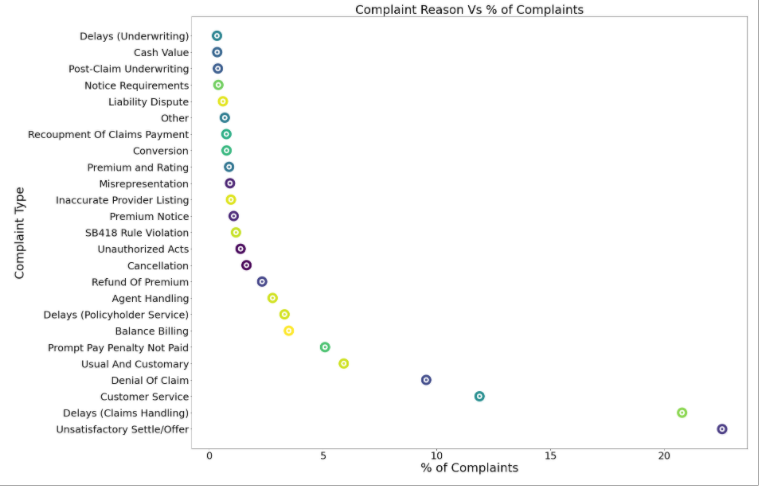 Complaint Reason Vs % of Complaints
Delays (Underwriting)
Cash Value
Post-Claim Underwriting
Notice Requirements
Liability Dispute
Other
Recoupment Of Claims Payment
Conversion
Premium and Rating
Misrepresentation
Inaccurate Provider Listing
Premium Notice
SB418 Rule Violation
Unauthorized Acts
Cancellation
Refund Of Premium
Agent Handling
Delays (Policyholder Service)
Balance Billing
Prompt Pay Penalty Not Paid
Usual And Customary
Denial Of Claim
Customer Service
Delays (Claims Handling)
Unsatisfactory Settle/Offer
Complaint Type
0 5 10 15 20
% of Complaints